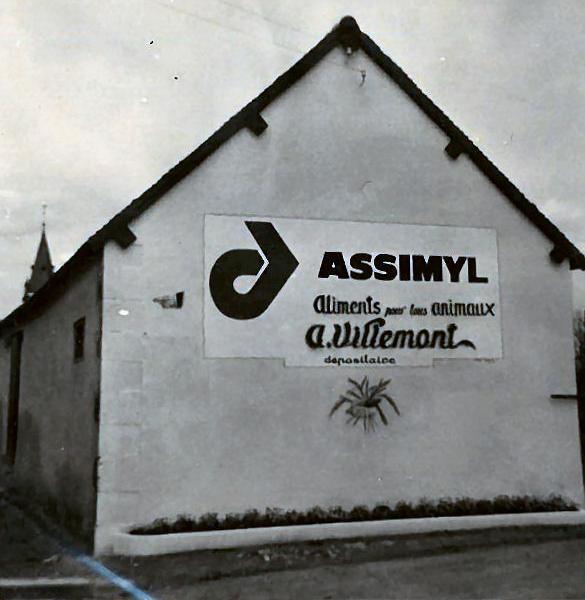 ASSIMYL
Aliments pour tous animaux
A. Villemont
dépositaire